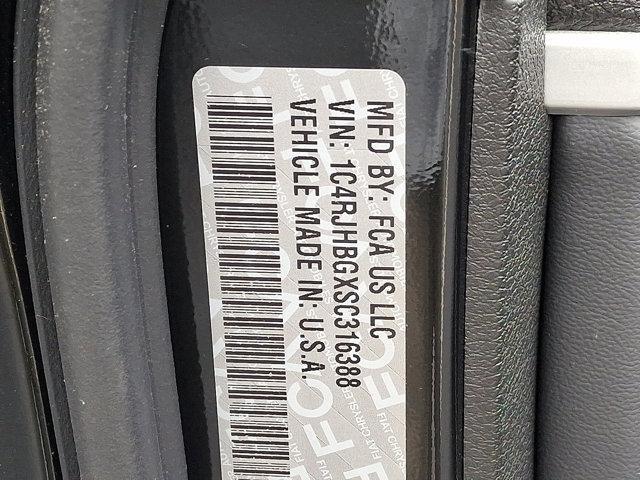 MFD BY: FCA US LLC
VIN: 1C4RJHBGXSC316388
VEHICLE MADE IN: U.S.A.